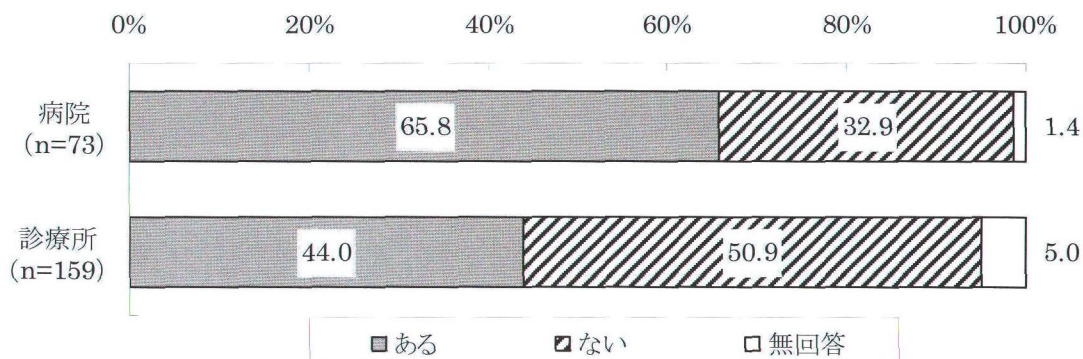 0% 20% 40% 60% 80% 100%
病院
(n=73)
65.8 32.9 1.4
診療所
(n=159)
44.0 50.9 5.0
ある ない 無回答